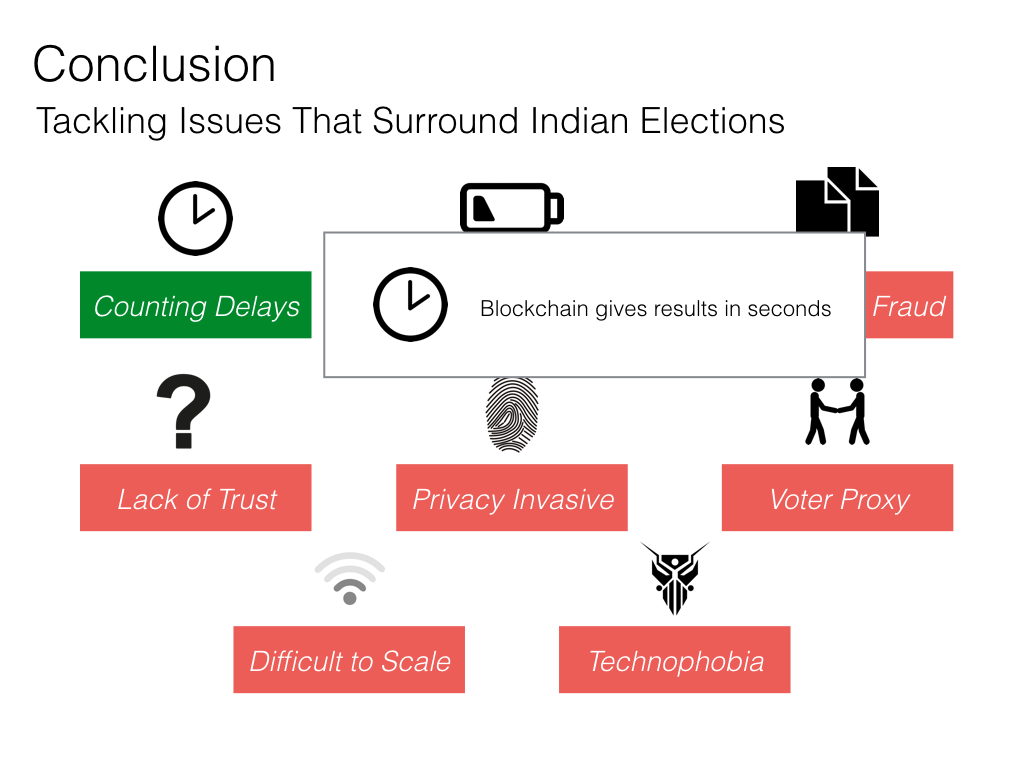 Conclusion
Tackling Issues That Surround Indian Elections
Counting Delays
Blockchain gives results in seconds
Fraud
?
Lack of Trust
Privacy Invasive
Voter Proxy
Difficult to Scale
Technophobia